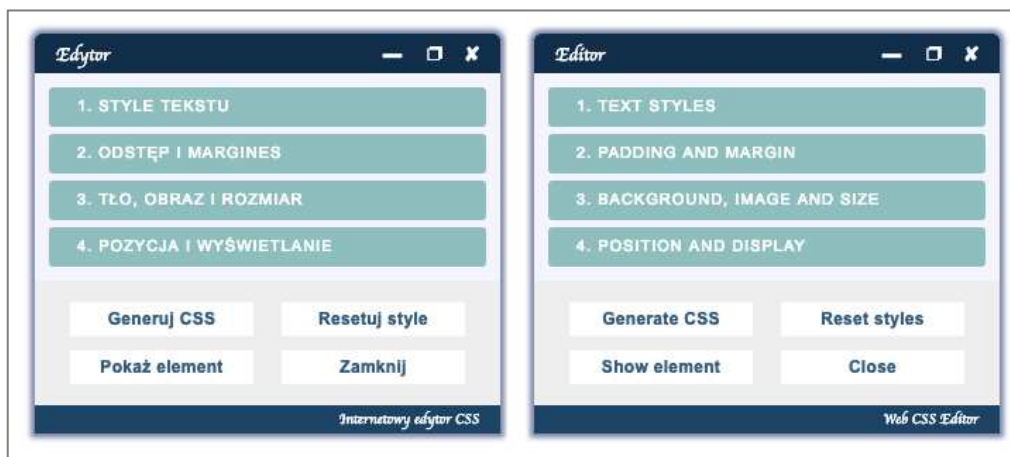 Edytor
1. STYLE TEKSTU
2. ODSTĘP I MARGINES
3. TŁO, OBRAZ I ROZMIAR
4. POZYCJA I WYŚWIETLANIE
Generuj CSS Resetuj style
Pokaż element Zamknij
Internetowy edytor CSS
Editor
1. TEXT STYLES
2. PADDING AND MARGIN
3. BACKGROUND, IMAGE AND SIZE
4. POSITION AND DISPLAY
Generate CSS Reset styles
Show element Close
Web CSS Editor